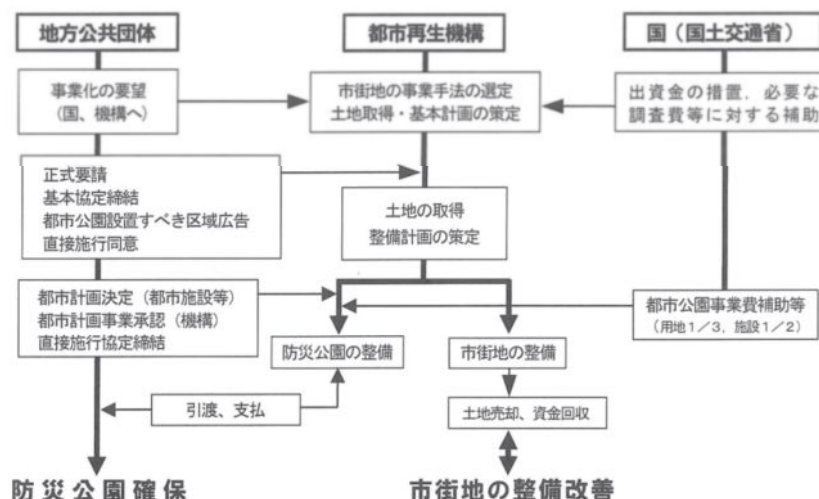 地方公共団体
都市再生機構
国（国土交通省）
事業化の要望
（国、機構へ）
市街地の事業手法の選定
土地取得・基本計画の策定
出資金の措置，必要な
調査費等に対する補助
正式要請
基本協定締結
都市公園設置すべき区域広告
直接施行同意
土地の取得
整備計画の策定
都市計画決定（都市施設等）
都市計画事業承認（機構）
直接施行協定締結
都市公園事業費補助等
（用地1／3，施設1／2）
防災公園の整備
市街地の整備
引渡、支払
土地売却、資金回収
防災公園確保
市街地の整備改善